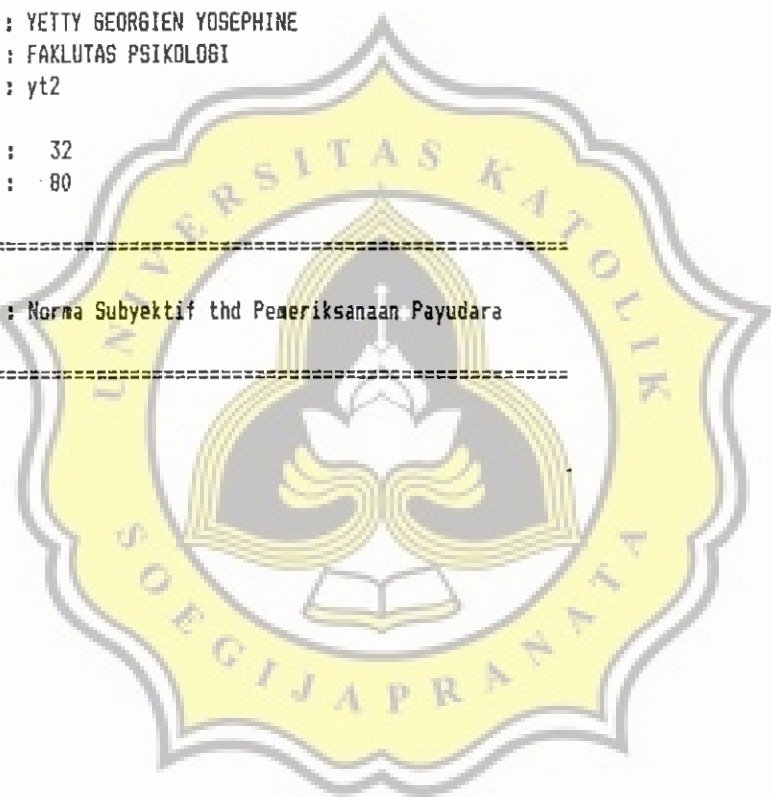 : YETTY GEORGIEN YOSEPHINE
: FAKLUTAS PSIKOLOGI
: yt2
: 32
: 80
: Norma Subyektif thd Pemeriksanaan Payudara
UNIVERSITAS KATOLIK
SOEGIJAPRANATA